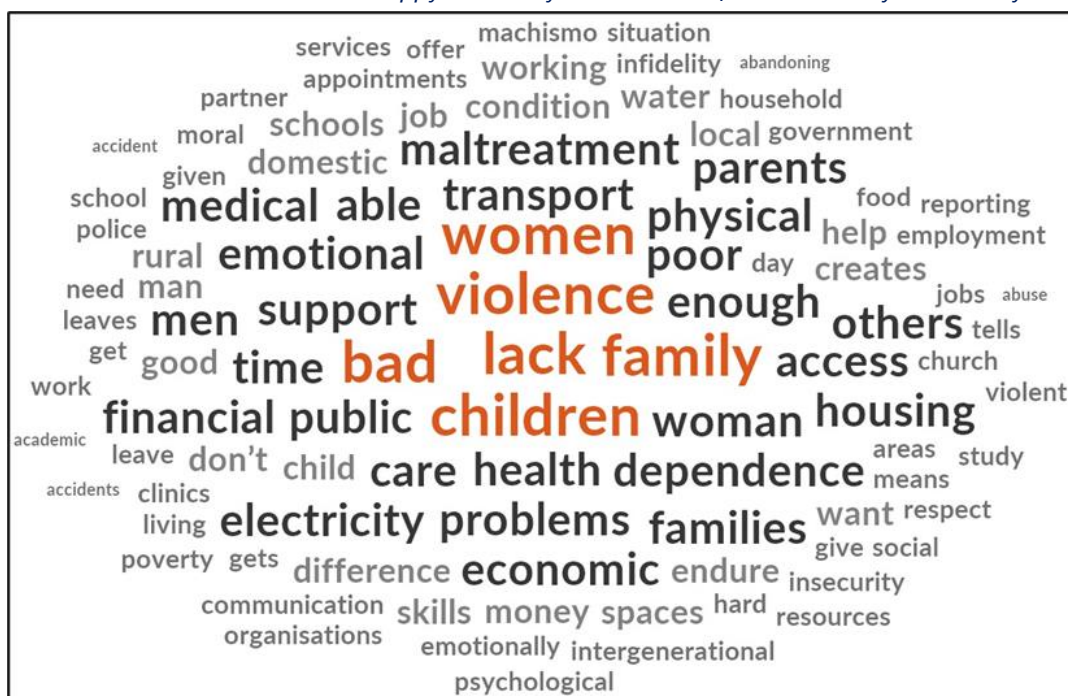 machismo situation
services offer working infidelity abandoning
appointments
partner schools job condition water household
accident moral domestic maltreatment local government
given parents
school medical able transport physical food reporting
police women help employment
rural emotional poor day creates
need man violence enough jobs abuse
leaves men support others tells
get good time bad lack family access church
work violent
financial public children woman housing
academic leave don't child care health dependence areas study
accidents clinics means
living electricity problems families want respect
poverty gets give social
difference economic endure insecurity
communication skills money spaces hard resources
organisations emotionally intergenerational
psychological